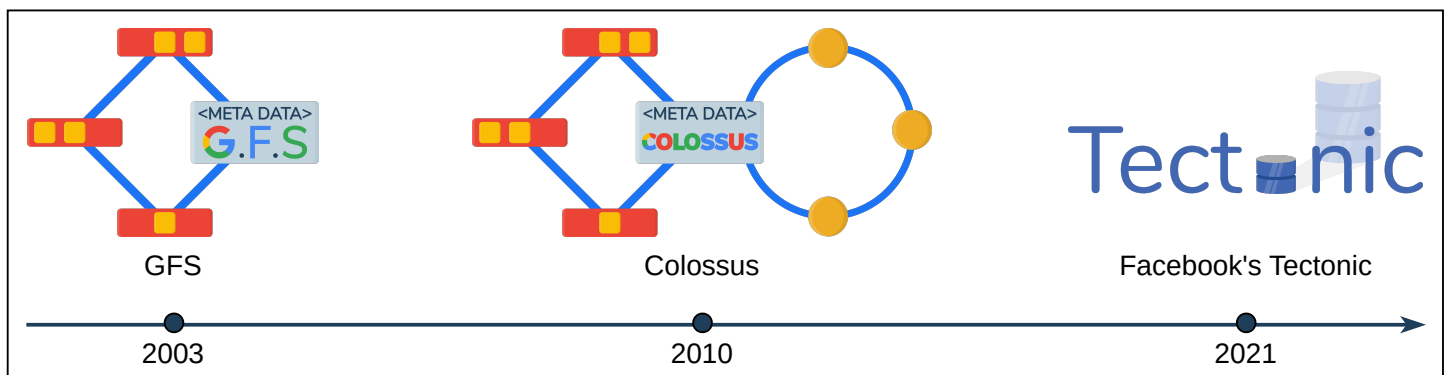 <META DATA>
G.F.S
<META DATA>
COLOSSUS
Tectonic
GFS
Colossus
Facebook's Tectonic
2003
2010
2021